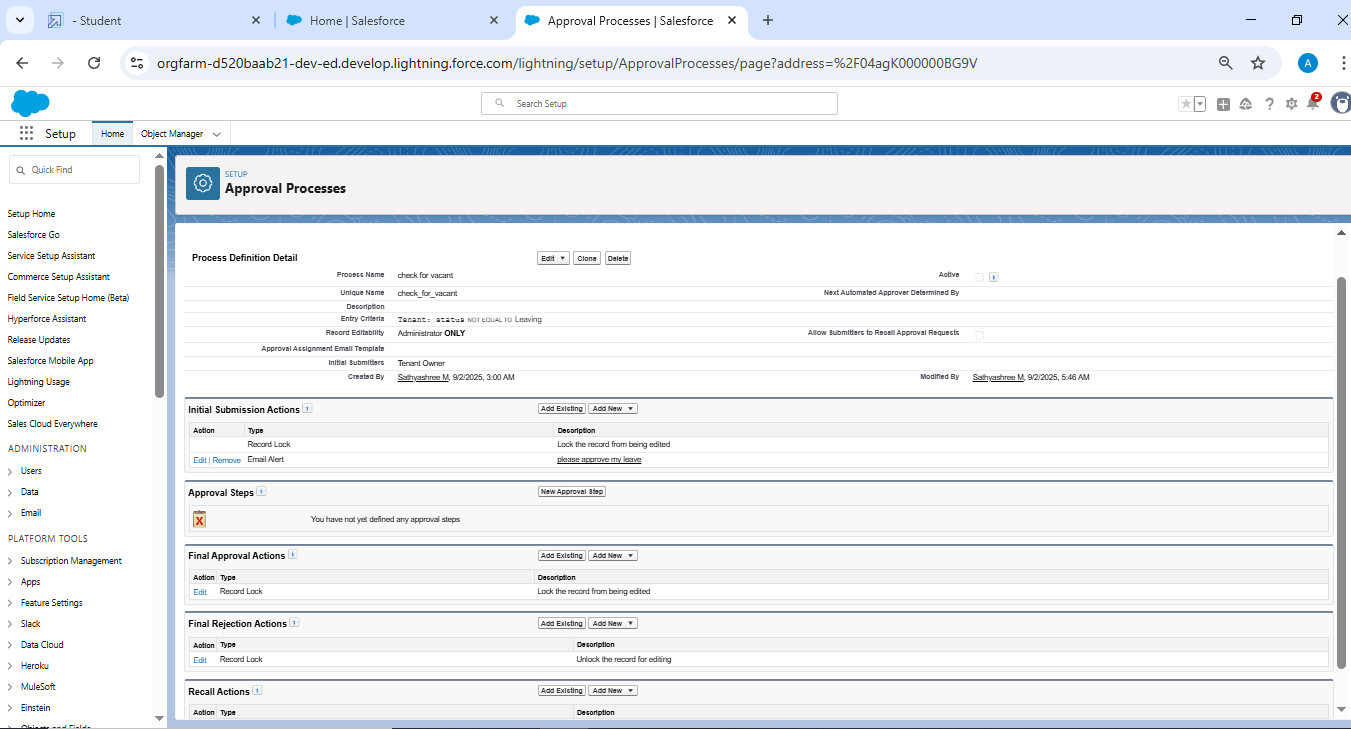 - Student
Home | Salesforce
Approval Processes | Salesforce
orgfarm-d520baab21-dev-ed.develop.lightning.force.com/lightning/setup/ApprovalProcesses/page?address=%2F04agK000000BG9V
A
Search Setup
2
Setup
Home
Object Manager
Quick Find
Setup Home
Salesforce Go
Service Setup Assistant
Commerce Setup Assistant
Field Service Setup Home (Beta)
Hyperforce Assistant
Release Updates
Salesforce Mobile App
Lightning Usage
Optimizer
Sales Cloud Everywhere
ADMINISTRATION
Users
Data
Email
PLATFORM TOOLS
Subscription Management
Apps
Feature Settings
Slack
Data Cloud
Heroku
MuleSoft
Einstein
Objects and Fields
SETUP
Approval Processes
Process Definition Detail
Edit Clone Delete
Process Name check for vacant Active
Unique Name check_for_vacant Next Automated Approver Determined By
Description
Entry Criteria Tenant: status NOT EQUAL TO Leaving
Record Editability Administrator ONLY Allow Submitters to Recall Approval Requests
Approval Assignment Email Template
Initial Submitters Tenant Owner
Created By Sathyashree M, 9/2/2025, 3:00 AM Modified By Sathyashree M, 9/2/2025, 5:46 AM
Initial Submission Actions Add Existing Add New
Action Type Description
Record Lock Lock the record from being edited
Edit | Remove Email Alert please approve my leave
Approval Steps New Approval Step
You have not yet defined any approval steps
Final Approval Actions Add Existing Add New
Action Type Description
Edit Record Lock Lock the record from being edited
Final Rejection Actions Add Existing Add New
Action Type Description
Edit Record Lock Unlock the record for editing
Recall Actions Add Existing Add New
Action Type Description